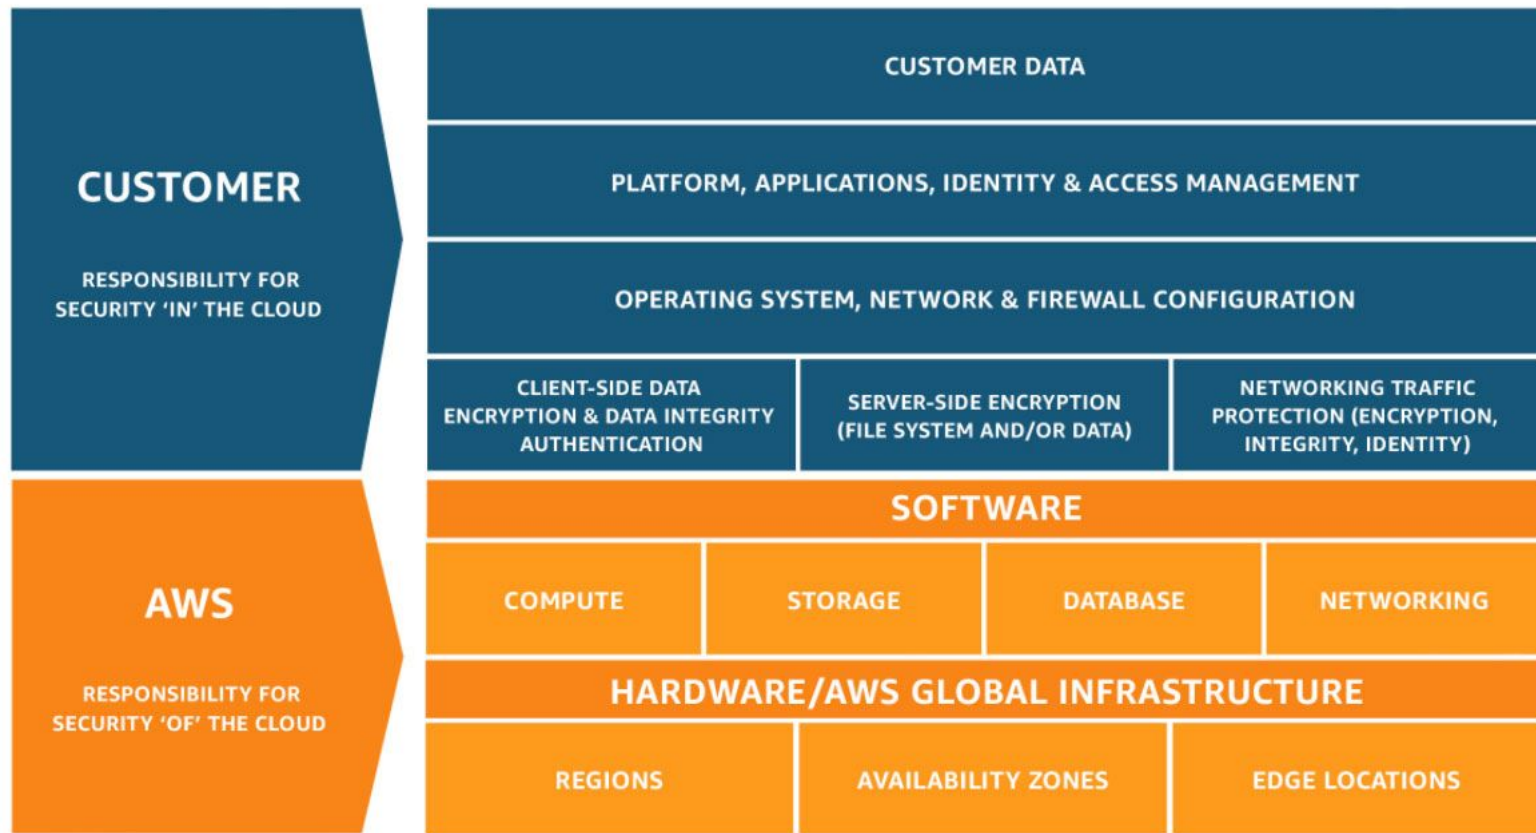 CUSTOMER
RESPONSIBILITY FOR
SECURITY ‘IN’ THE CLOUD
CUSTOMER DATA
PLATFORM, APPLICATIONS, IDENTITY & ACCESS MANAGEMENT
OPERATING SYSTEM, NETWORK & FIREWALL CONFIGURATION
CLIENT-SIDE DATA
ENCRYPTION & DATA INTEGRITY
AUTHENTICATION
SERVER-SIDE ENCRYPTION
(FILE SYSTEM AND/OR DATA)
NETWORKING TRAFFIC
PROTECTION (ENCRYPTION,
INTEGRITY, IDENTITY)
AWS
RESPONSIBILITY FOR
SECURITY ‘OF’ THE CLOUD
SOFTWARE
COMPUTE
STORAGE
DATABASE
NETWORKING
HARDWARE/AWS GLOBAL INFRASTRUCTURE
REGIONS
AVAILABILITY ZONES
EDGE LOCATIONS